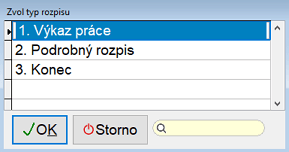 Zvol typ rozpisu
1. Výkaz práce
2. Podrobný rozpis
3. Konec
OK Storno